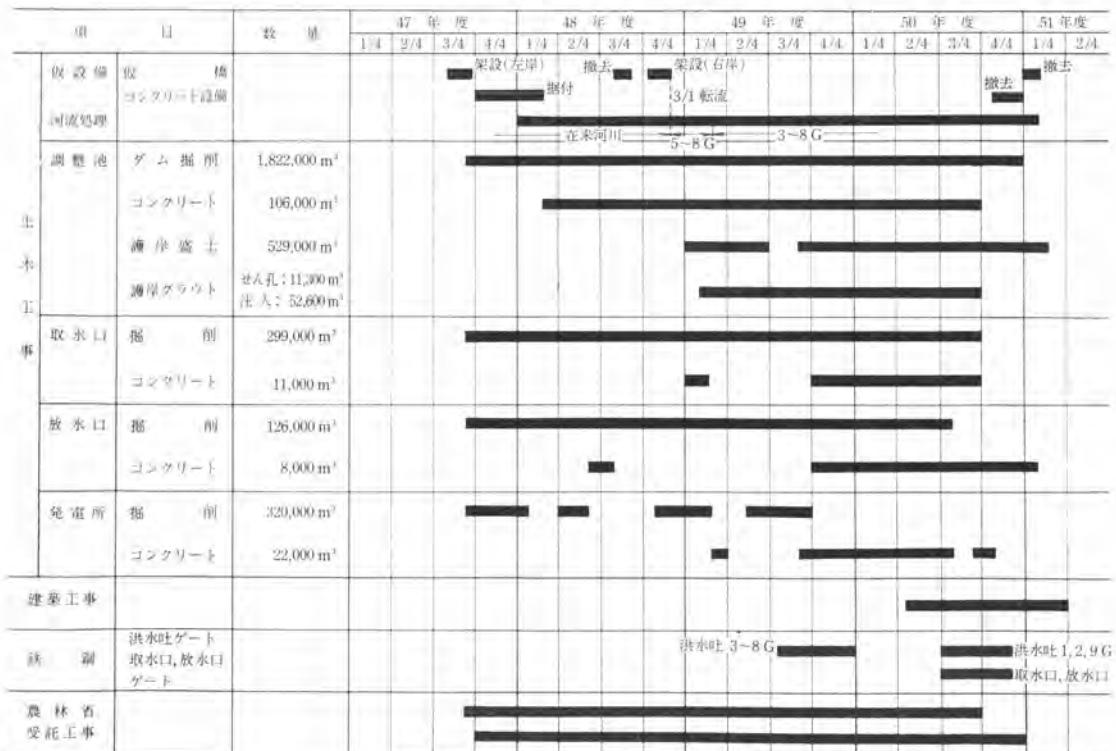 項 目 数 量 47 年 度 48 年 度 49 年 度 50 年 度 51 年度
1/4 2/4 3/4 4/4 1/4 2/4 3/4 4/4 1/4 2/4 3/4 4/4 1/4 2/4 3/4 4/4 1/4 2/4
仮設備 仮 橋 架設(左岸) 撤去 架設(右岸) 撤去
コンクリート設備 据付 3/1 転流 撤去
河流処理 在来河川 5~8 G 3~8 G
土木工事
調整池 ダム掘削 1,822,000 m³
コンクリート 106,000 m³
護岸盛土 529,000 m³
護岸グラウト せん孔:11,300 m³
注入: 52,600 m³
取水口 掘 削 299,000 m³
コンクリート 11,000 m³
放水口 掘 削 126,000 m³
コンクリート 8,000 m³
発電所 掘 削 320,000 m³
コンクリート 22,000 m³
建築工事
洪水吐ゲート 洪水吐 3~8 G 洪水吐 1, 2, 9 G
取水口, 放水口 取水口, 放水口
ゲート
農林省
受託工事